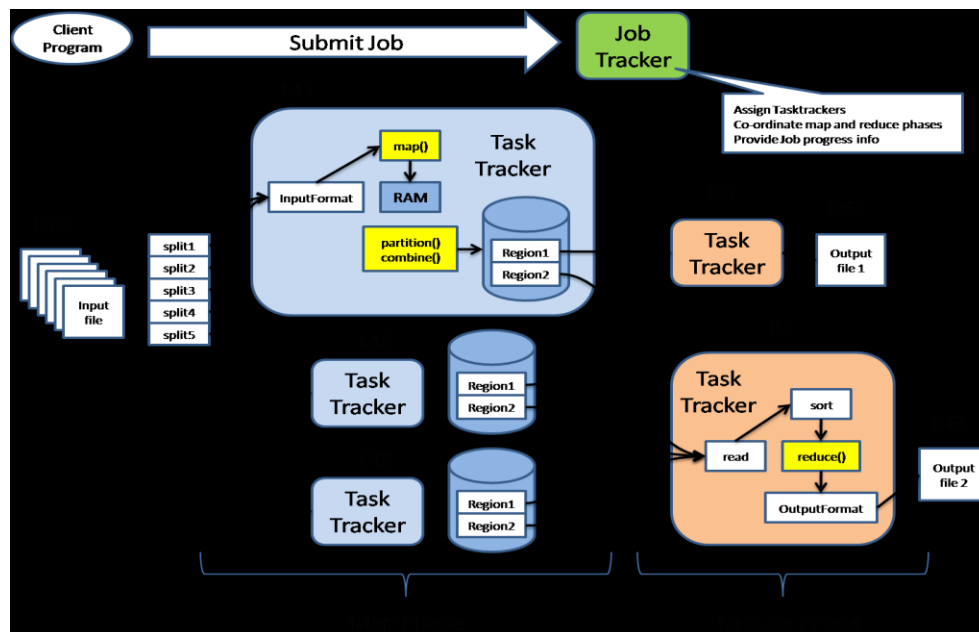 Client
Program
Submit Job
Job
Tracker
Assign Tasktrackers
Co-ordinate map and reduce phases
Provide Job progress info
Task
Tracker
map()
InputFormat
RAM
partition()
combine()
Region1
Region2
split1
split2
split3
split4
split5
Input
file
Task
Tracker
Output
file 1
Task
Tracker
Region1
Region2
Task
Tracker
sort
read
reduce()
OutputFormat
Output
file 2
Task
Tracker
Region1
Region2